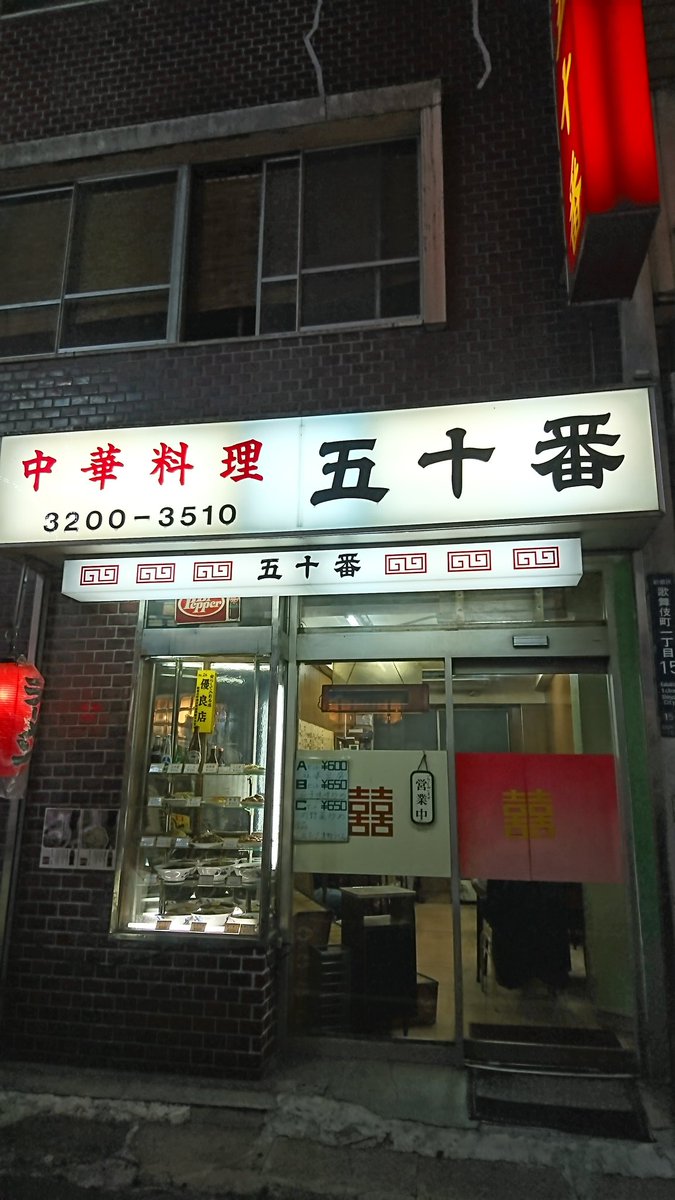 中華料理 五十番
3200-3510
五十番
Dr Pepper
優良店
A ¥600
B ¥650
C ¥650
営業中
囍
囍
歌舞伎町一丁目
15